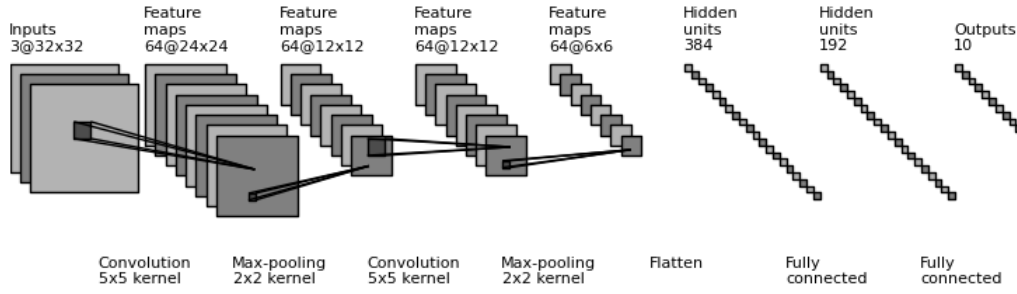 Inputs
3@32x32
Feature
maps
64@24x24
Feature
maps
64@12x12
Feature
maps
64@12x12
Feature
maps
64@6x6
Hidden
units
384
Hidden
units
192
Outputs
10
Convolution
5x5 kernel
Max-pooling
2x2 kernel
Convolution
5x5 kernel
Max-pooling
2x2 kernel
Flatten
Fully
connected
Fully
connected